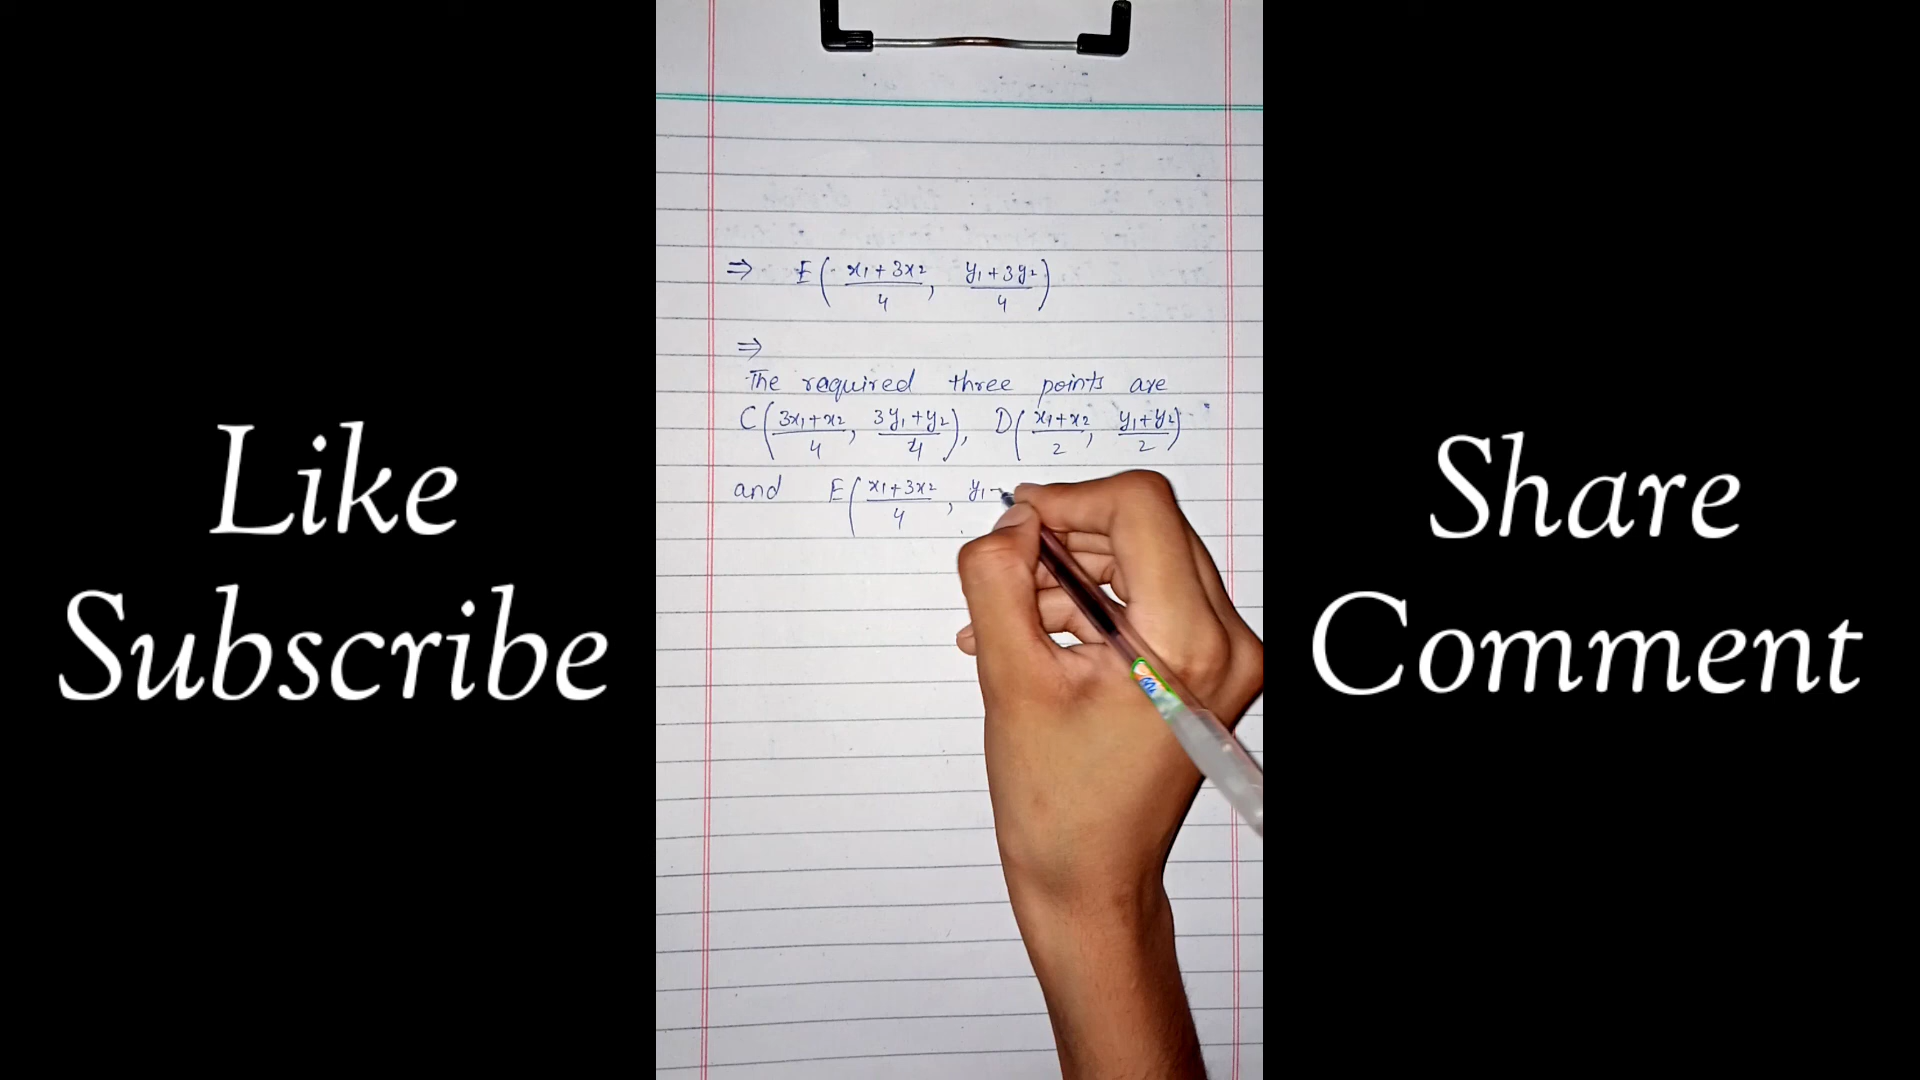 Like
Subscribe
⇒ E( x1+3x2/4, y1+3y2/4 )
⇒
The required three points are
C( 3x1+x2/4, 3y1+y2/4 ), D( x1+x2/2, y1+y2/2 )
and E( x1+3x2/4, y1-
Share
Comment